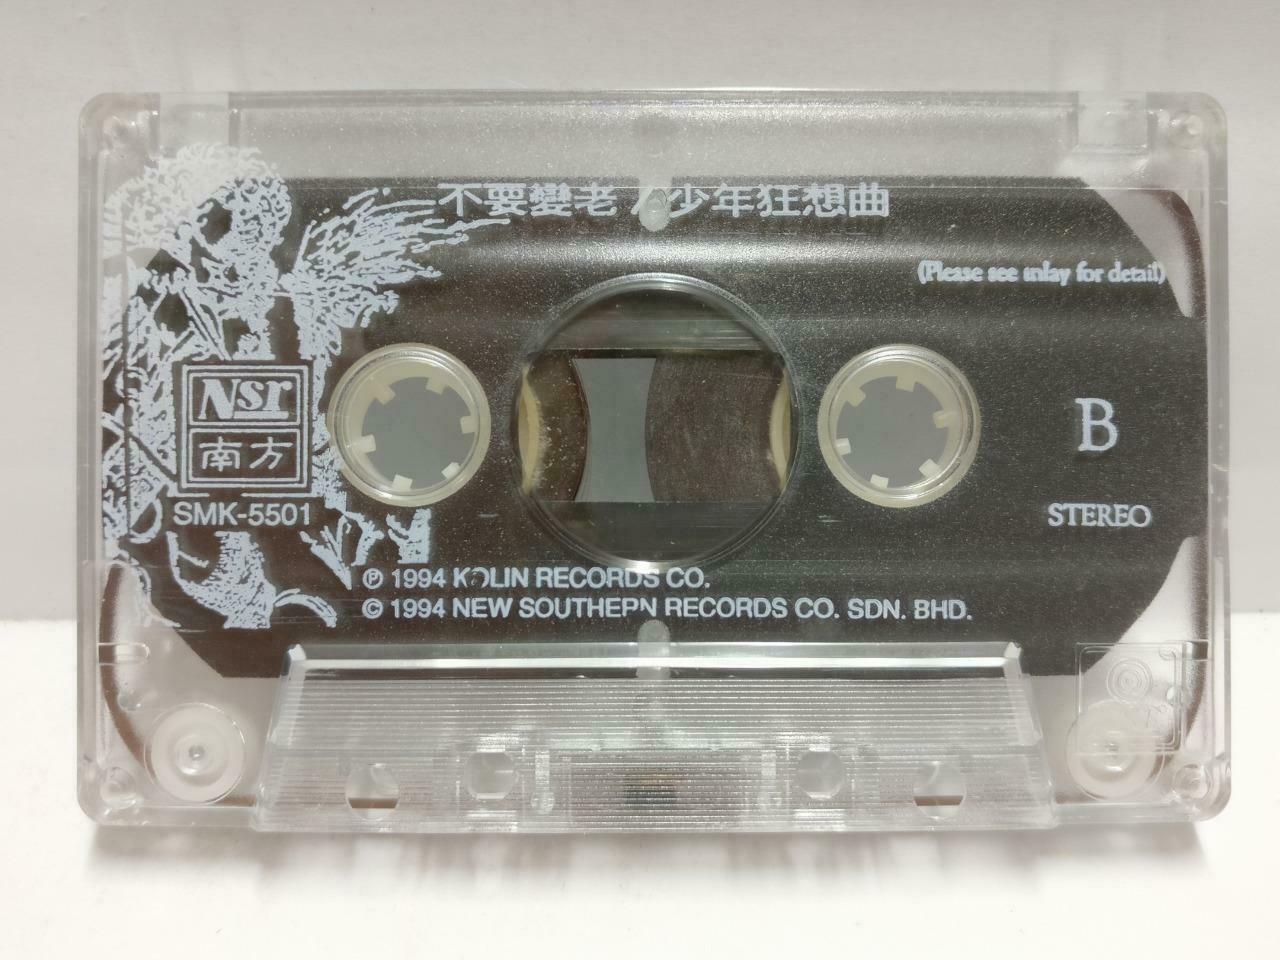 不要變老 / 少年狂想曲
(Please see inlay for detail)
Nsr
南方
SMK-5501
B
STEREO
℗ 1994 KOLIN RECORDS CO.
© 1994 NEW SOUTHERN RECORDS CO. SDN. BHD.